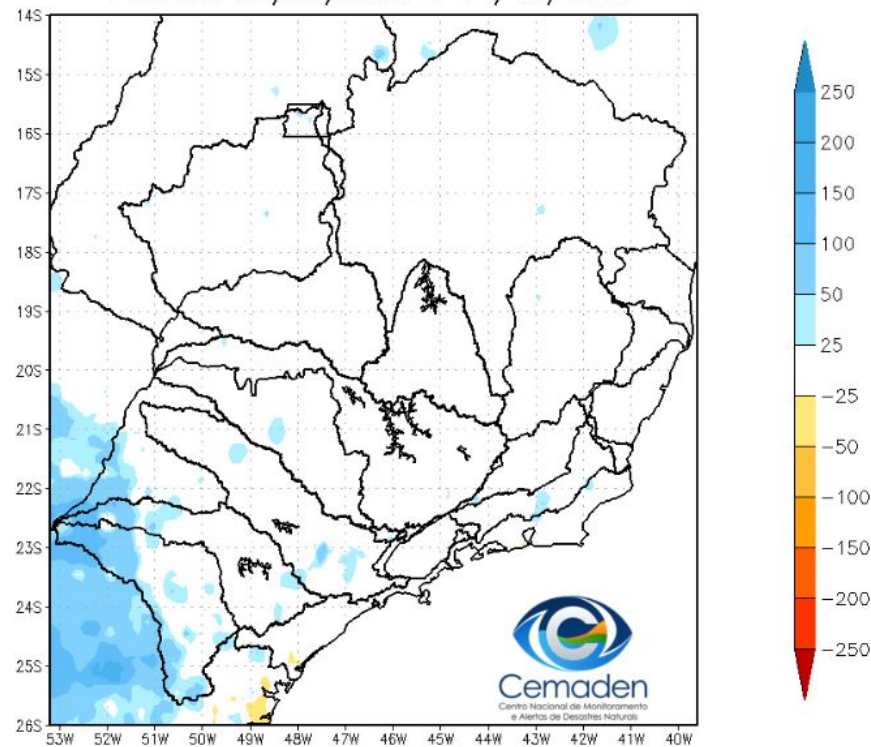 14S
15S
16S
17S
18S
19S
20S
21S
22S
23S
24S
25S
26S
53W 52W 51W 50W 49W 48W 47W 46W 45W 44W 43W 42W 41W 40W
250
200
150
100
50
25
-25
-50
-100
-150
-200
-250
Cemaden
Centro Nacional de Monitoramento
e Alertas de Desastres Naturais